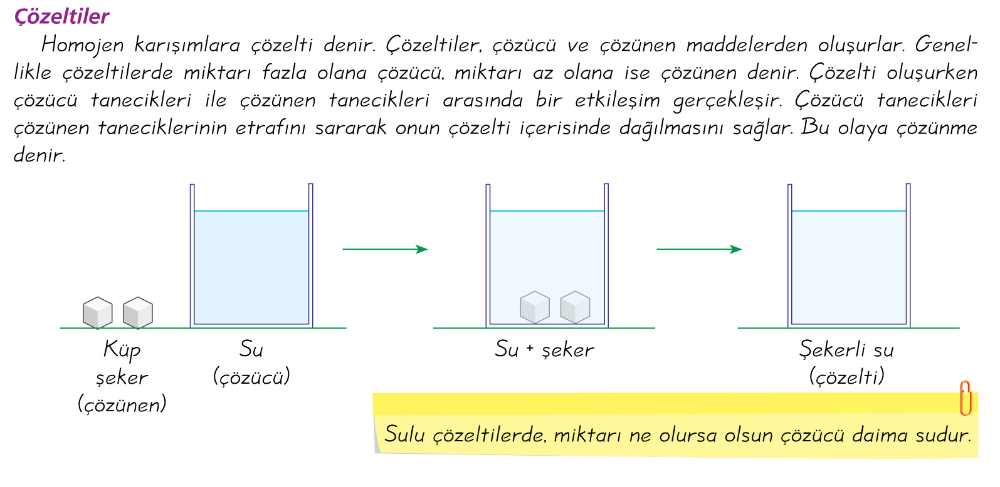 Çözeltiler
Homojen karışımlara çözelti denir. Çözeltiler, çözücü ve çözünen maddelerden oluşurlar. Genel-
likle çözeltilerde miktarı fazla olana çözücü, miktarı az olana ise çözünen denir. Çözelti oluşurken
çözücü tanecikleri ile çözünen tanecikleri arasında bir etkileşim gerçekleşir. Çözücü tanecikleri
çözünen taneciklerinin etrafını sararak onun çözelti içerisinde dağılmasını sağlar. Bu olaya çözünme
denir.
Küp
şeker
(çözünen)
Su
(çözücü)
Su + şeker
Şekerli su
(çözelti)
Sulu çözeltilerde, miktarı ne olursa olsun çözücü daima sudur.